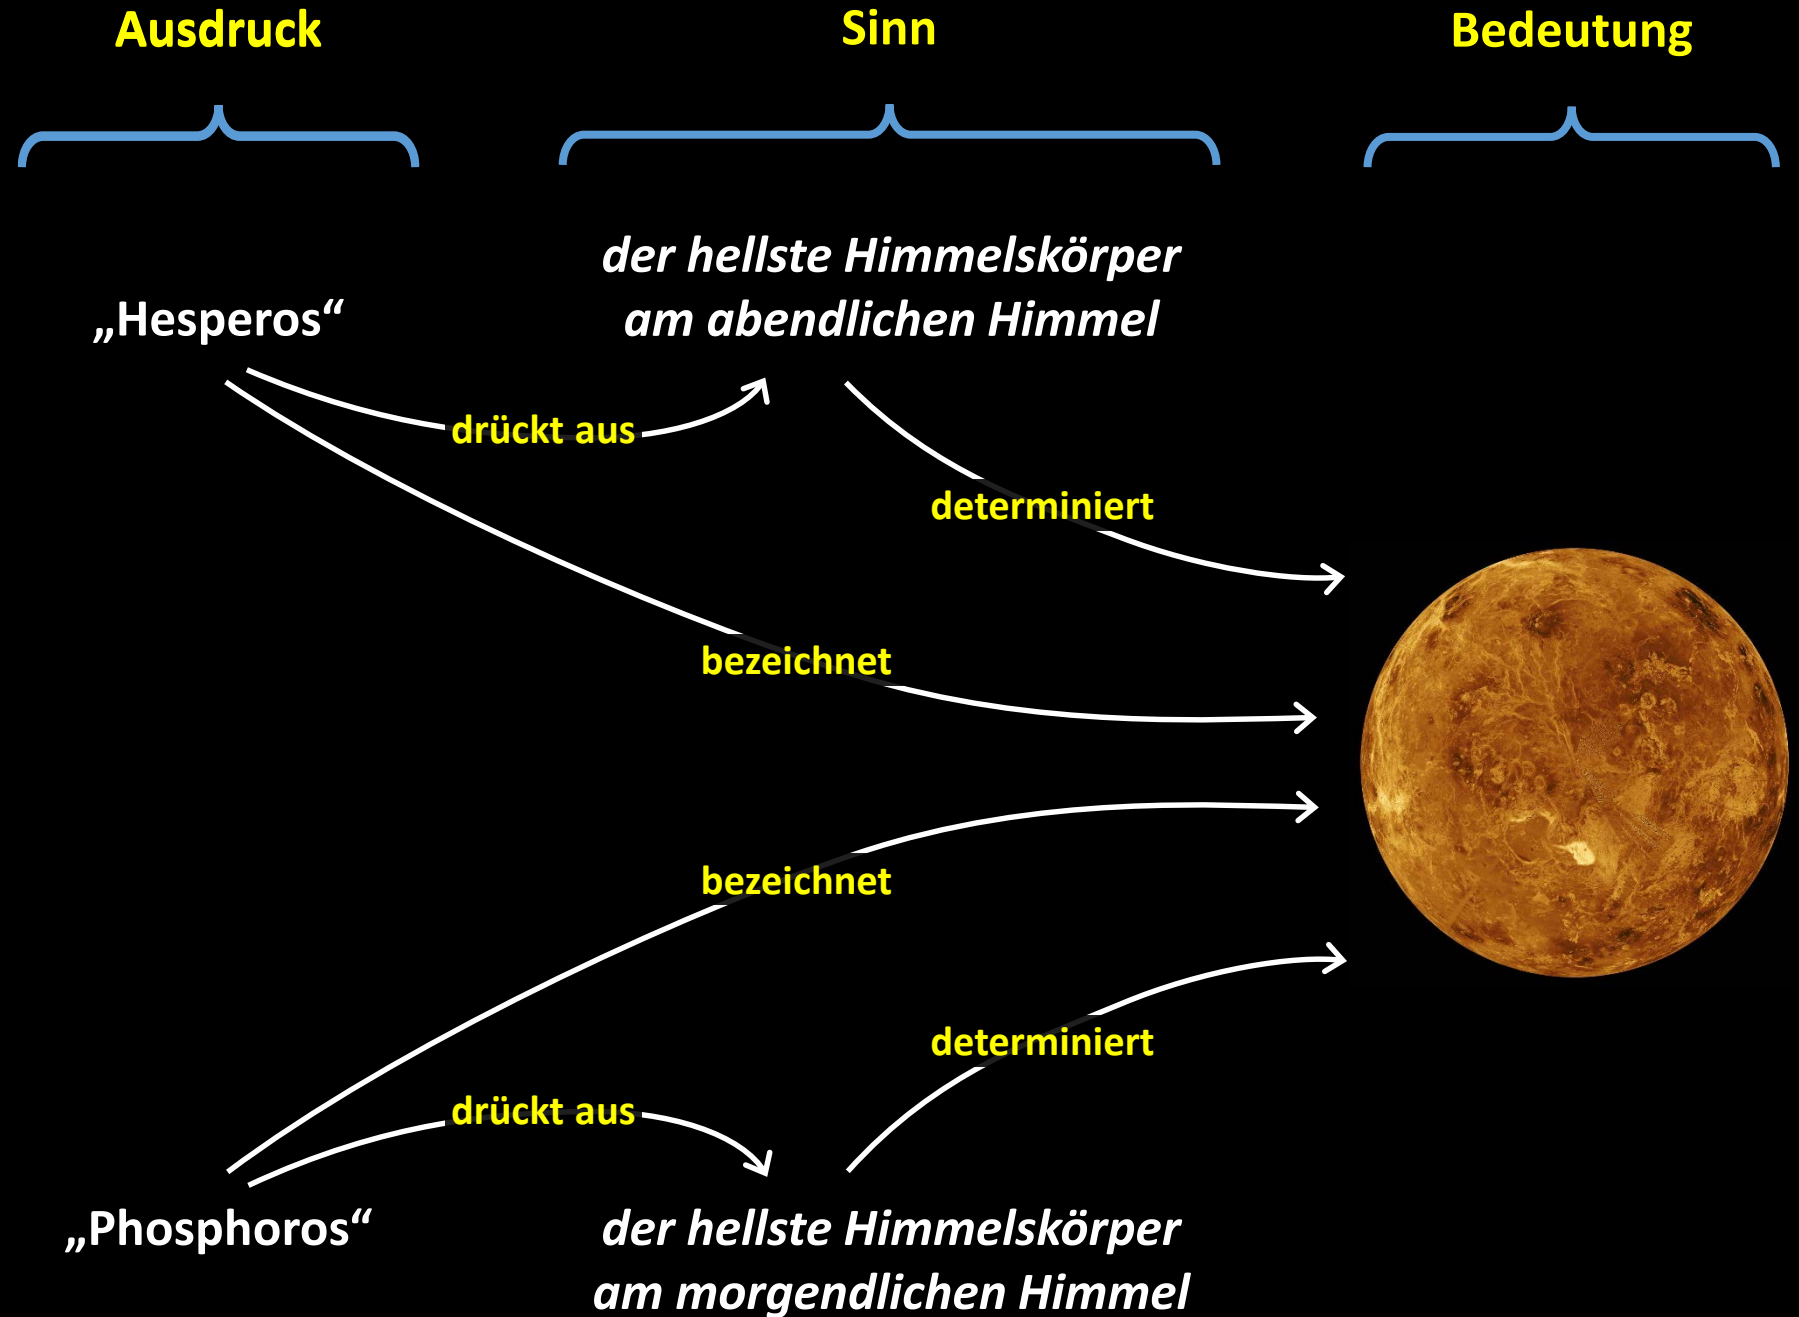 Ausdruck
Sinn
Bedeutung
der hellste Himmelskörper
am abendlichen Himmel
„Hesperos“
drückt aus
determiniert
bezeichnet
bezeichnet
determiniert
drückt aus
„Phosphoros“
der hellste Himmelskörper
am morgendlichen Himmel